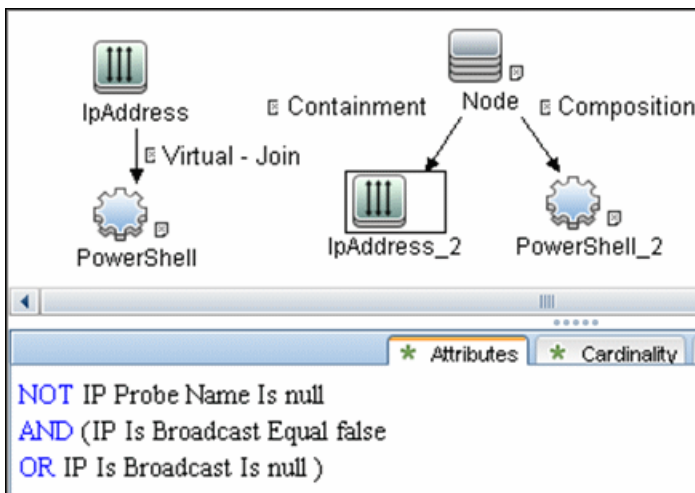 IpAddress
Virtual - Join
PowerShell
Containment
Node
Composition
IpAddress_2
PowerShell_2
* Attributes
* Cardinality
NOT IP Probe Name Is null
AND (IP Is Broadcast Equal false
OR IP Is Broadcast Is null )